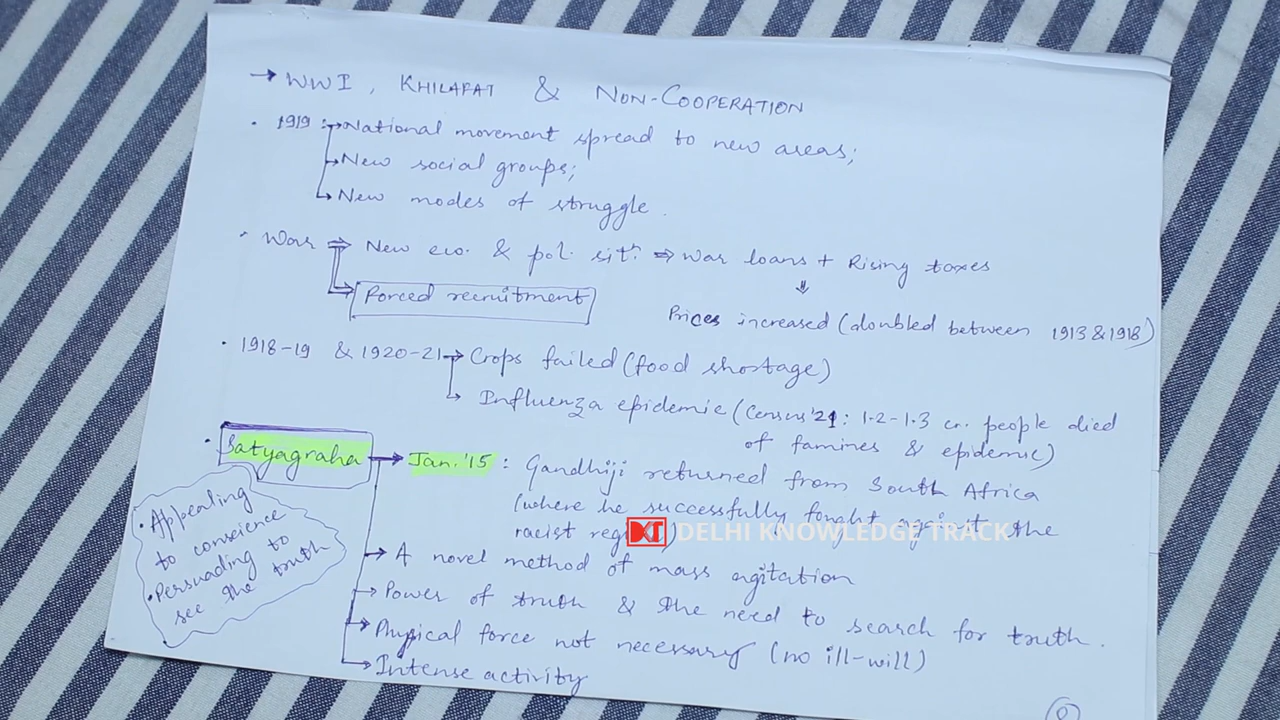 → WWI, KHILAFAT & NON-COOPERATION
• 1919 :→ National movement spread to new areas;
→ New social groups;
→ New modes of struggle.
• War ⇒ New eco. & pol. sitn. ⇒ War loans + Rising taxes
⇓
Forced recruitment
Prices increased (doubled between 1913 & 1918)
• 1918-19 & 1920-21 → Crops failed (food shortage)
→ Influenza epidemic (Census '21 : 1.2-1.3 cr. people died
of famines & epidemic)
• Satyagraha → Jan. '15 : Gandhiji returned from South Africa
(where he successfully fought against the
racist
DKT DELHI KNOWLEDGE TRACK
• Appealing
to conscience
• Persuading to
see the truth
→ A novel method of mass agitation
→ Power of truth & the need to search for truth.
→ Physical force not necessary (no ill-will)
→ Intense activity